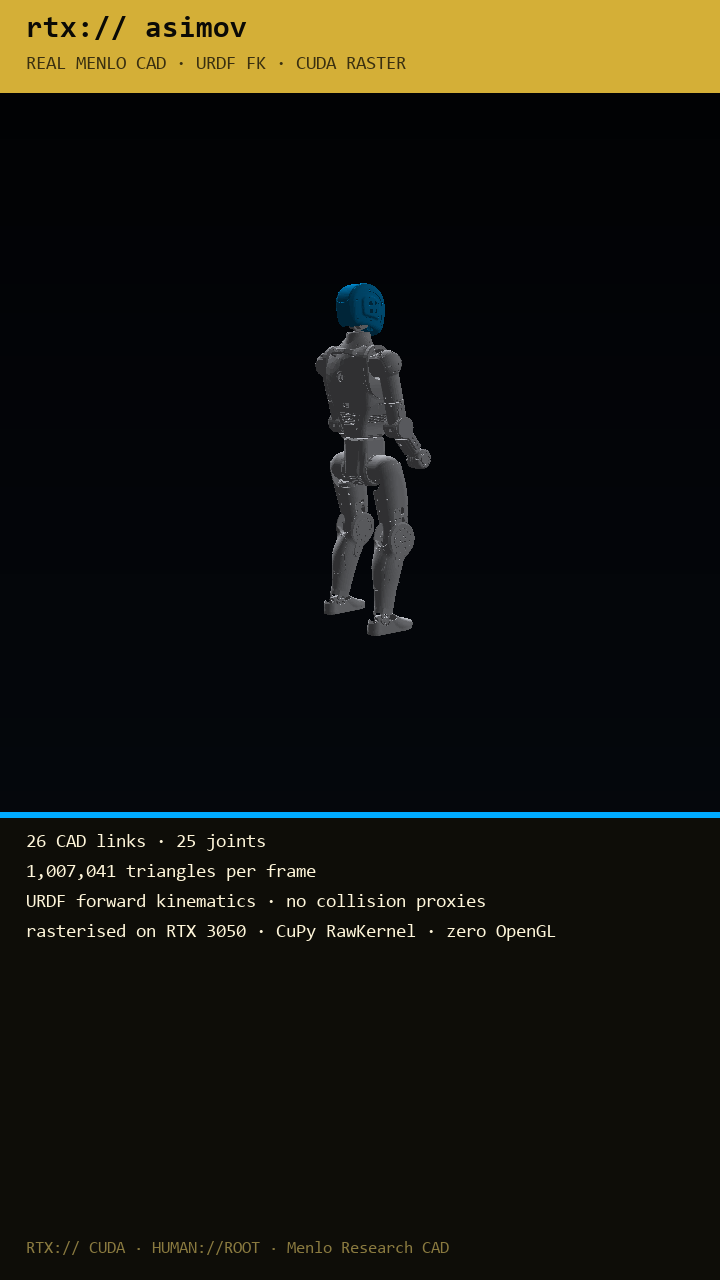 rtx:// asimov
REAL MENLO CAD · URDF FK · CUDA RASTER
26 CAD links · 25 joints
1,007,041 triangles per frame
URDF forward kinematics · no collision proxies
rasterised on RTX 3050 · CuPy RawKernel · zero OpenGL
RTX:// CUDA · HUMAN://ROOT · Menlo Research CAD